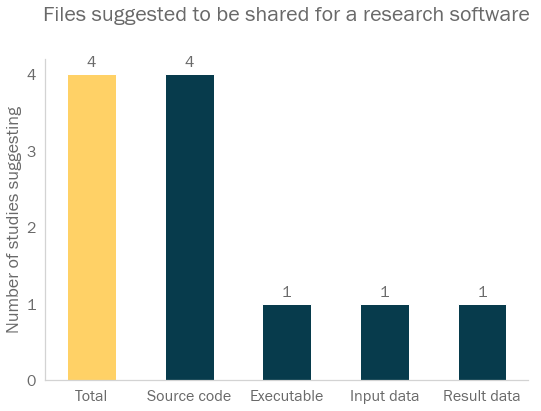 Files suggested to be shared for a research software
Number of studies suggesting
4
3
2
1
0
4
4
1
1
1
Total
Source code
Executable
Input data
Result data